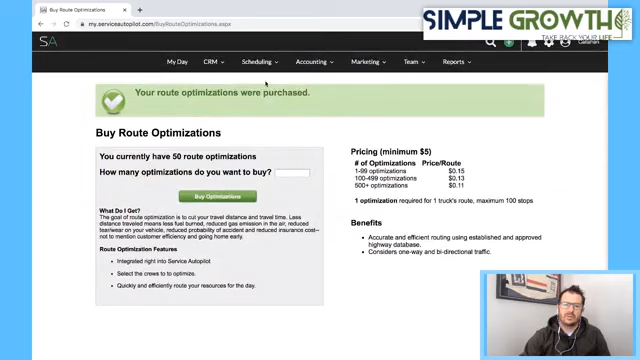 Buy Route Optimizations
my.serviceautopilot.com/BuyRouteOptimizations.aspx
SIMPLE GROWTH
TAKE BACK YOUR LIFE
SA
My Day
CRM
Scheduling
Accounting
Marketing
Team
Reports
Your route optimizations were purchased.
Buy Route Optimizations
You currently have 50 route optimizations
How many optimizations do you want to buy?
Buy Optimizations
What Do I Get?
The goal of route optimization is to cut your travel distance and travel time. Less
distance traveled means less fuel burned, reduced gas emission in the air, reduced
tear/wear on your vehicle, reduced probability of accident and reduced insurance cost--
not to mention customer efficiency and going home early.
Route Optimization Features
• Integrated right into Service Autopilot
• Select the crews to to optimize.
• Quickly and efficiently route your resources for the day.
Pricing (minimum $5)
# of Optimizations Price/Route
1-99 optimizations $0.15
100-499 optimizations $0.13
500+ optimizations $0.11
1 optimization required for 1 truck's route, maximum 100 stops
Benefits
• Accurate and efficient routing using established and approved
highway database.
• Considers one-way and bi-directional traffic.